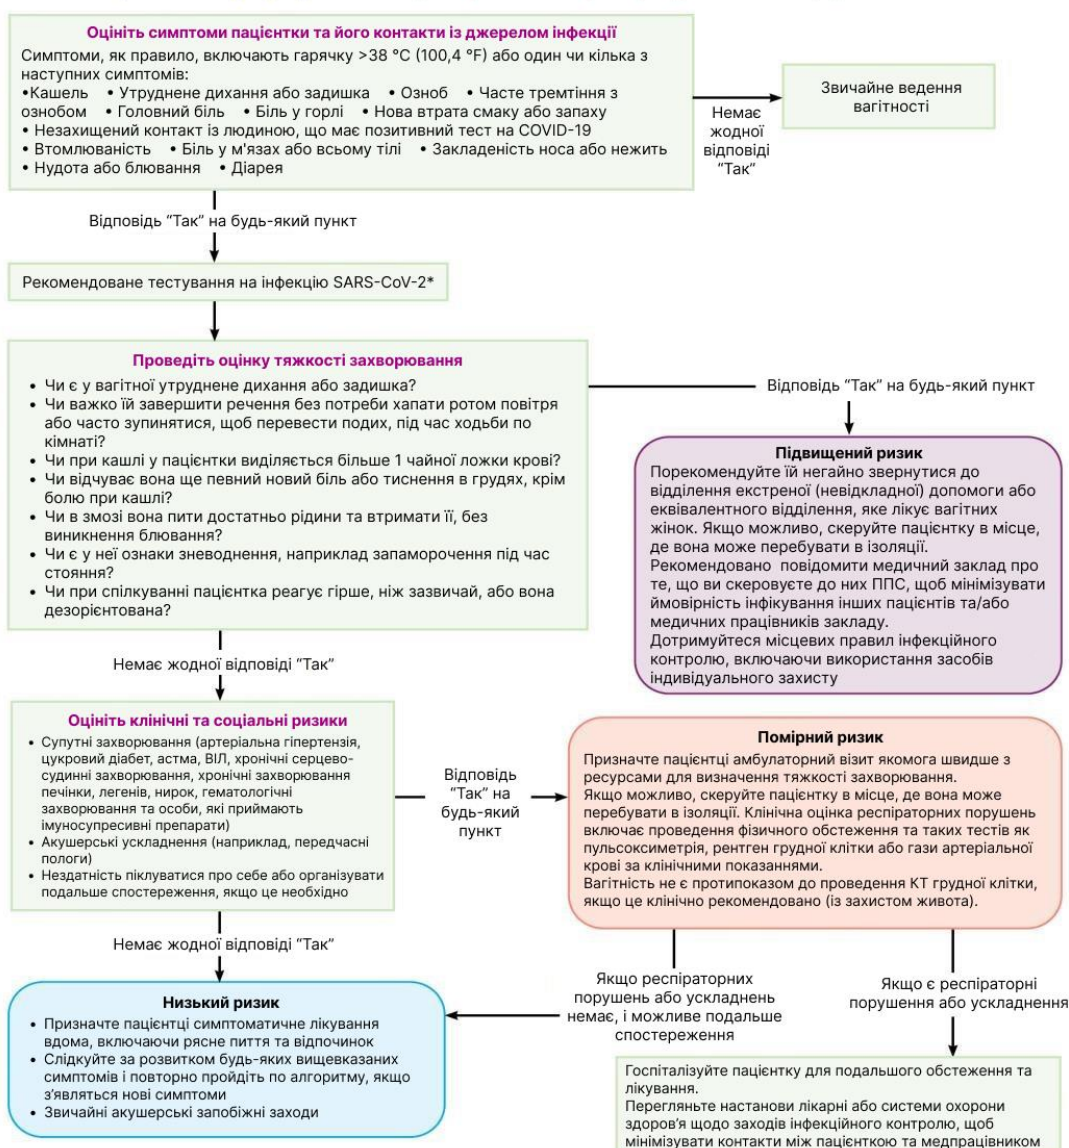 Оцініть симптоми пацієнтки та його контакти із джерелом інфекції
Симптоми, як правило, включають гарячку >38 °C (100,4 °F) або один чи кілька з
наступних симптомів:
•Кашель • Утруднене дихання або задишка • Озноб • Часте тремтіння з
ознобом • Головний біль • Біль у горлі • Нова втрата смаку або запаху
• Незахищений контакт із людиною, що має позитивний тест на COVID-19
• Втомлюваність • Біль у м'язах або всьому тілі • Закладеність носа або нежить
• Нудота або блювання • Діарея
Немає
жодної
відповіді
“Так”
Звичайне ведення
вагітності
Відповідь “Так” на будь-який пункт
Рекомендоване тестування на інфекцію SARS-CoV-2*
Проведіть оцінку тяжкості захворювання
• Чи є у вагітної утруднене дихання або задишка?
• Чи важко їй завершити речення без потреби хапати ротом повітря
або часто зупинятися, щоб перевести подих, під час ходьби по
кімнаті?
• Чи при кашлі у пацієнтки виділяється більше 1 чайної ложки крові?
• Чи відчуває вона ще певний новий біль або тиснення в грудях, крім
болю при кашлі?
• Чи в змозі вона пити достатньо рідини та втримати її, без
виникнення блювання?
• Чи є у неї ознаки зневоднення, наприклад запаморочення під час
стояння?
• Чи при спілкуванні пацієнтка реагує гірше, ніж зазвичай, або вона
дезорієнтована?
Відповідь “Так” на будь-який пункт
Підвищений ризик
Порекомендуйте їй негайно звернутися до
відділення екстреної (невідкладної) допомоги або
еквівалентного відділення, яке лікує вагітних
жінок. Якщо можливо, скеруйте пацієнтку в місце,
де вона може перебувати в ізоляції.
Рекомендовано повідомити медичний заклад про
те, що ви скеровуєте до них ППС, щоб мінімізувати
ймовірність інфікування інших пацієнтів та/або
медичних працівників закладу.
Дотримуйтеся місцевих правил інфекційного
контролю, включаючи використання засобів
індивідуального захисту
Немає жодної відповіді “Так”
Оцініть клінічні та соціальні ризики
• Супутні захворювання (артеріальна гіпертензія,
цукровий діабет, астма, ВІЛ, хронічні серцево-
судинні захворювання, хронічні захворювання
печінки, легенів, нирок, гематологічні
захворювання та особи, які приймають
імуносупресивні препарати)
• Акушерські ускладнення (наприклад, передчасні
пологи)
• Нездатність піклуватися про себе або організувати
подальше спостереження, якщо це необхідно
Відповідь
“Так” на
будь-який
пункт
Помірний ризик
Призначте пацієнтці амбулаторний візит якомога швидше з
ресурсами для визначення тяжкості захворювання.
Якщо можливо, скеруйте пацієнтку в місце, де вона може
перебувати в ізоляції. Клінічна оцінка респіраторних порушень
включає проведення фізичного обстеження та таких тестів як
пульсоксиметрія, рентген грудної клітки або гази артеріальної
крові за клінічними показаннями.
Вагітність не є протипоказом до проведення КТ грудної клітки,
якщо це клінічно рекомендовано (із захистом живота).
Немає жодної відповіді “Так”
Низький ризик
• Призначте пацієнтці симптоматичне лікування
вдома, включаючи рясне пиття та відпочинок
• Слідкуйте за розвитком будь-яких вищевказаних
симптомів і повторно пройдіть по алгоритму, якщо
з’являться нові симптоми
• Звичайні акушерські запобіжні заходи
Якщо респіраторних
порушень або ускладнень
немає, і можливе подальше
спостереження
Якщо є респіраторні
порушення або ускладнення
Госпіталізуйте пацієнтку для подальшого обстеження та
лікування.
Перегляньте настанови лікарні або системи охорони
здоров’я щодо заходів інфекційного контролю, щоб
мінімізувати контакти між пацієнткою та медпрацівником